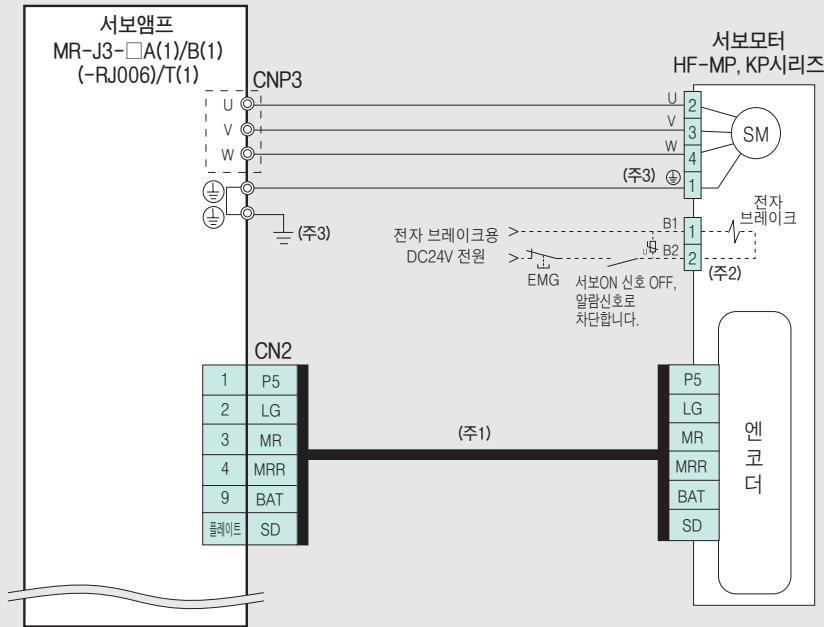 서보앰프
MR-J3-□A(1)/B(1)
(-RJ006)/T(1)
서보모터
HF-MP, KP시리즈
CNP3
U
V
W
U 2
V 3
W 4
(주3) 1
SM
(주3)
전자 브레이크용
DC24V 전원
EMG
서보ON 신호 OFF,
알람신호로
차단합니다.
U
B1 1
B2 2
(주2)
전자
브레이크
CN2
1 P5
2 LG
3 MR
4 MRR
9 BAT
플레이트 SD
(주1)
P5
LG
MR
MRR
BAT
SD
엔
코
더